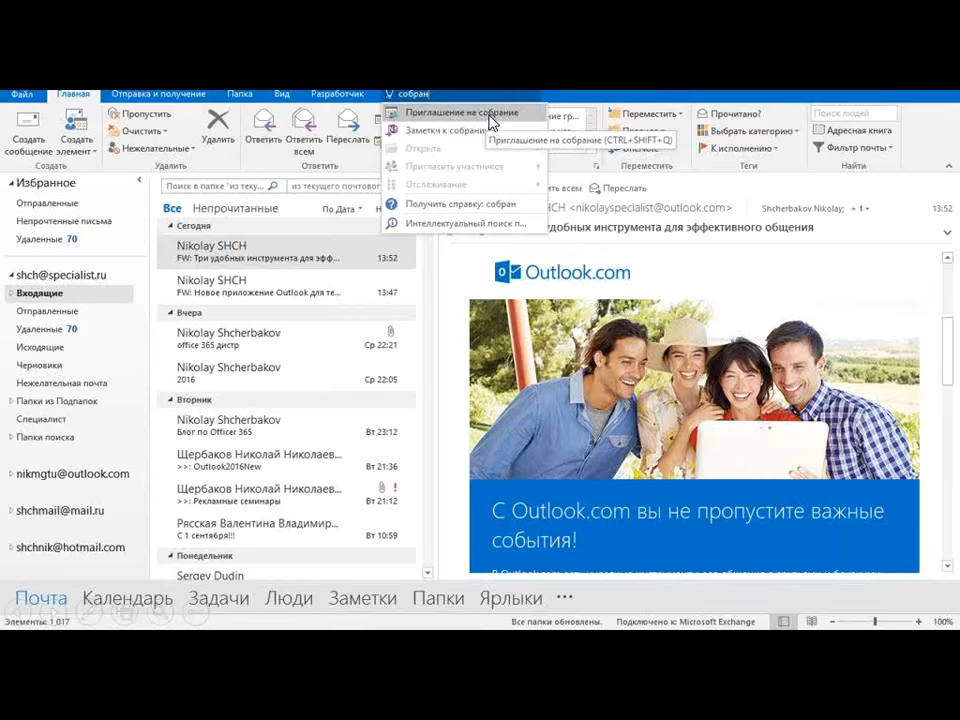 Файл Главная Отправка и получение Папка Вид Разработчик собран
Создать сообщение
Создать элемент
Пропустить
Очистить
Нежелательные
Удалить
Ответить
Ответить всем
Переслать
Приглашение на собрание
Заметки к собрани
Открыть
Пригласить участников
Отслеживание
Получить справку: собран
Интеллектуальный поиск п...
Приглашение на собрание (CTRL+SHIFT+Q)
Переместить
Прочитано?
Выбрать категорию
К исполнению
Поиск людей
Адресная книга
Фильтр почты
Создать Удалить Ответить Переместить Теги Найти
Избранное
Отправленные
Непрочтенные письма
Удаленные 70
shch@specialist.ru
Входящие
Отправленные
Удаленные 70
Исходящие
Черновики
Нежелательная почта
Папки из Подпапок
Специалист
Папки поиска
nikmgtu@outlook.com
shchmail@mail.ru
shchnik@hotmail.com
Поиск в папке "из теку... из текущего почтового
Все Непрочитанные По Дата
Сегодня
Nikolay SHCH
FW: Три удобных инструмента для эфф... 13:52
Nikolay SHCH
FW: Новое приложение Outlook для те... 13:47
Вчера
Nikolay Shcherbakov
office 365 дистр Ср 22:21
Nikolay Shcherbakov
2016 Ср 22:05
Вторник
Nikolay Shcherbakov
Блог по Officer 365 Вт 23:12
Щербаков Николай Николаев...
>>: Outlook2016New Вт 21:36
Щербаков Николай Николаев...
>>: Рекламные семинары Вт 21:12
Рясская Валентина Владимир...
С 1 сентября!!! Вт 10:59
Понедельник
Sergey Dudin
всем Переслать
SHCH <nikolayspecialist@outlook.com> Shcherbakov Nikolay; + 1 13:52
удобных инструмента для эффективного общения
Outlook.com
С Outlook.com вы не пропустите важные
события!
Почта Календарь Задачи Люди Заметки Папки Ярлыки ...
Элементы: 1 017 Все папки обновлены. Подключено к: Microsoft Exchange 100%